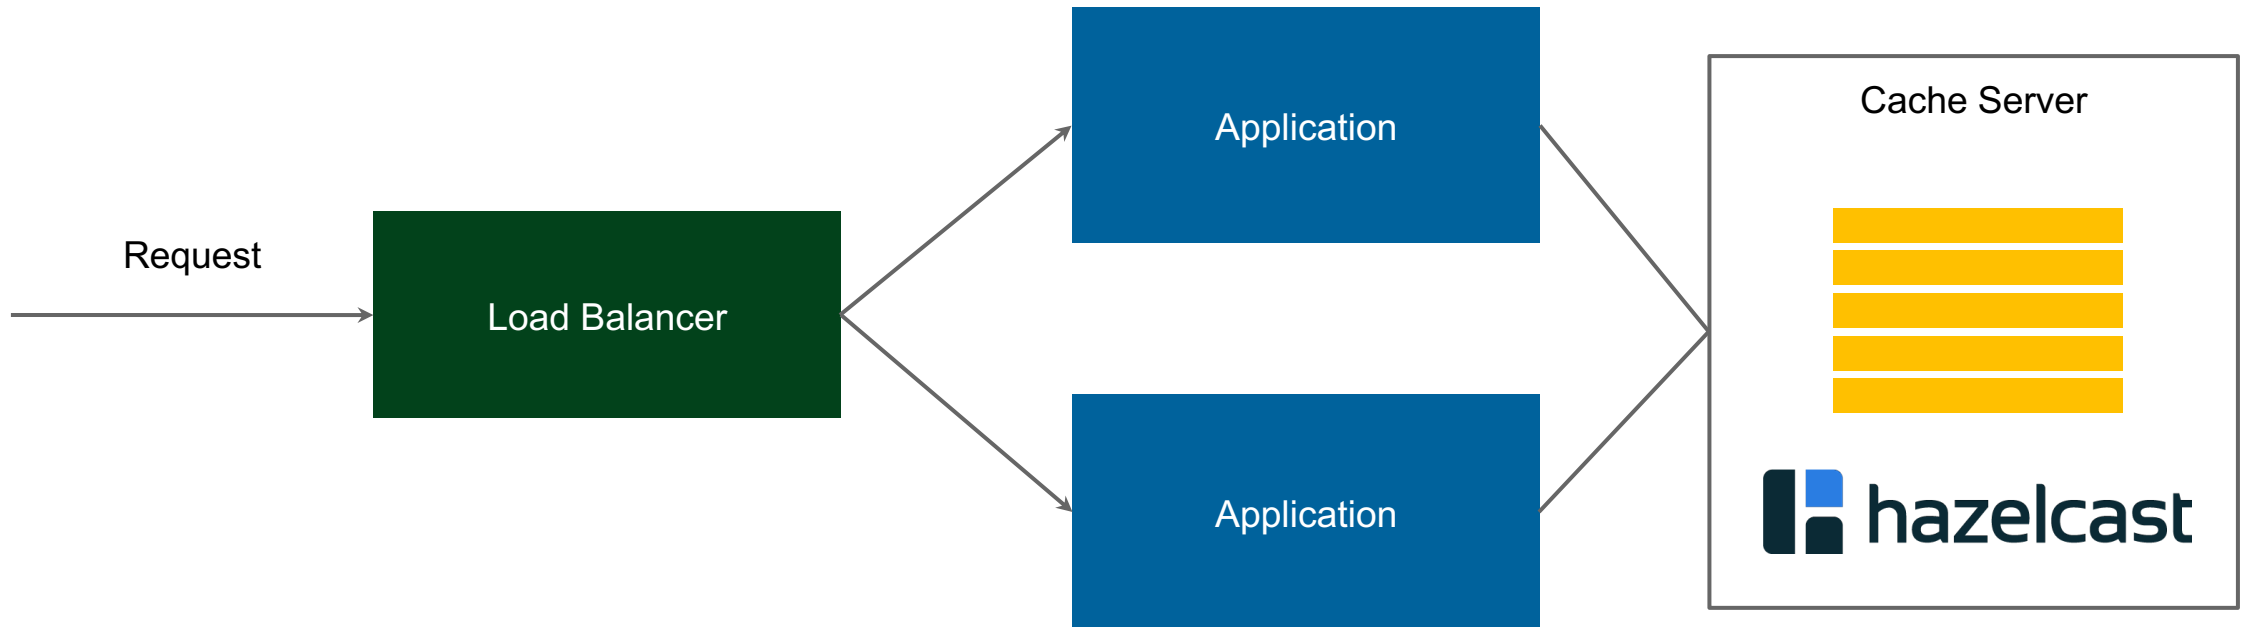 Request
Load Balancer
Application
Application
Cache Server
hazelcast